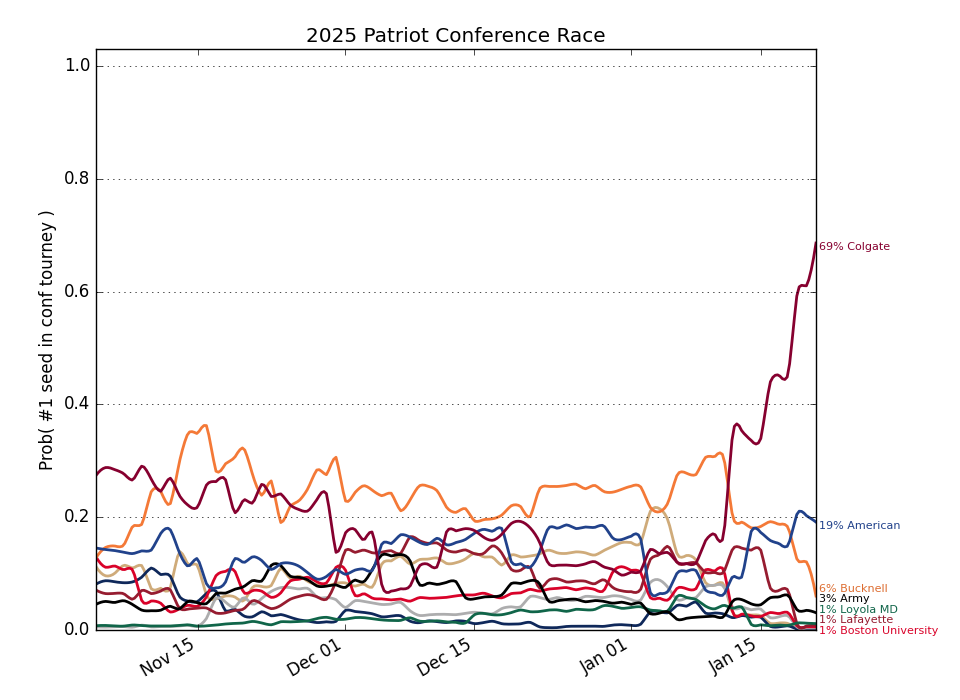 2025 Patriot Conference Race
Prob( #1 seed in conf tourney )
1.0
0.8
0.6
0.4
0.2
0.0
Nov 15
Dec 01
Dec 15
Jan 01
Jan 15
69% Colgate
19% American
6% Bucknell
3% Army
1% Loyola MD
1% Lafayette
1% Boston University